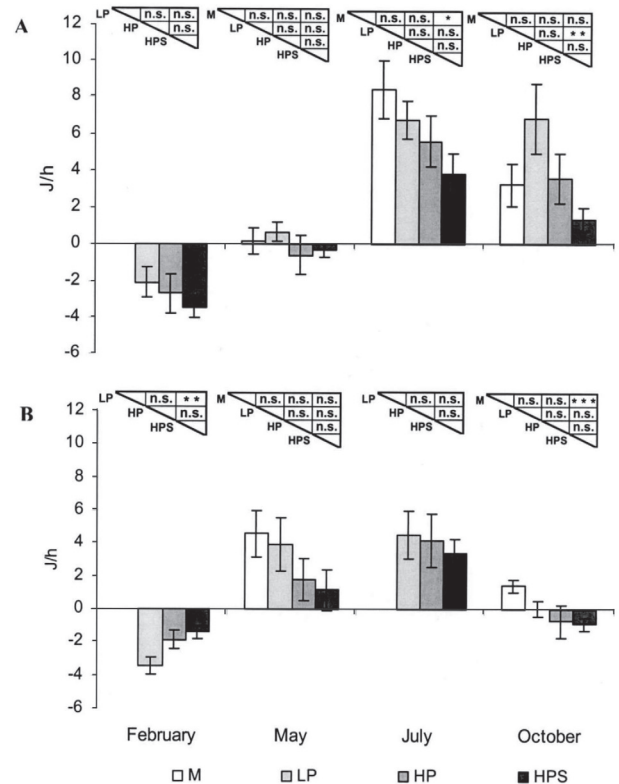 A
LP n.s. n.s.
HP n.s.
HPS
M n.s. n.s. n.s.
LP n.s. n.s.
HP n.s.
HPS
M n.s. n.s. *
LP n.s. n.s.
HP n.s.
HPS
M n.s. n.s. n.s.
LP n.s. **
HP n.s.
HPS
J/h
12
10
8
6
4
2
0
-2
-4
-6
B
LP n.s. **
HP n.s.
HPS
M n.s. n.s. n.s.
LP n.s. n.s.
HP n.s.
HPS
LP n.s. n.s.
HP n.s.
HPS
M n.s. n.s. ***
LP n.s. n.s.
HP n.s.
HPS
J/h
12
10
8
6
4
2
0
-2
-4
-6
February May July October
M LP HP HPS